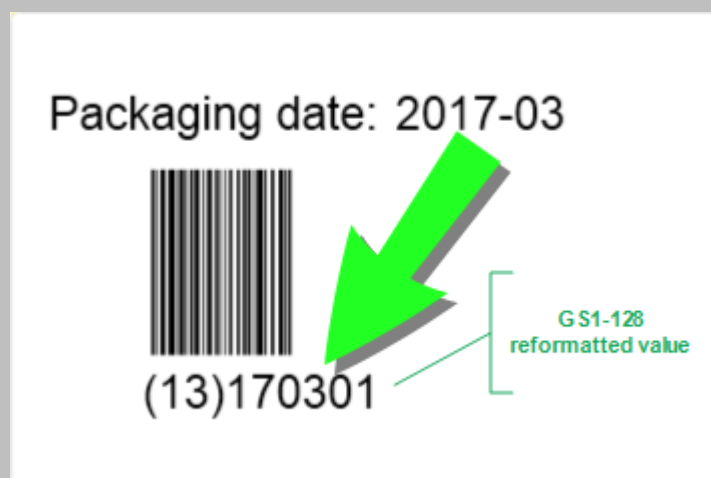 Packaging date: 2017-03
GS1-128
reformatted value
(13)170301